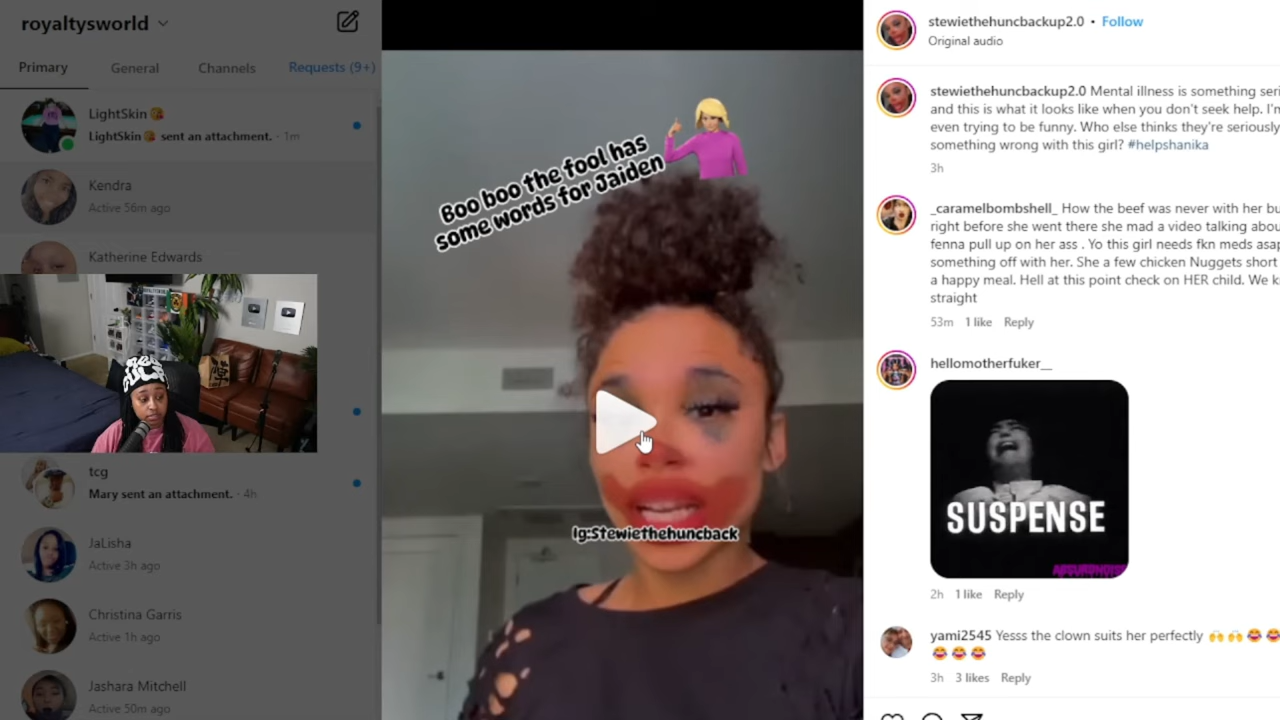 royaltysworld
Primary
General
Channels
Requests (9+)
LightSkin
LightSkin sent an attachment. · 1m
Kendra
Active 56m ago
Katherine Edwards
tcg
Mary sent an attachment. · 4h
JaLisha
Active 3h ago
Christina Garris
Active 1h ago
Jashara Mitchell
Active 50m ago
Boo boo the fool has
some words for Jaiden
Ig:Stewiethehuncback
stewiethehuncbackup2.0 • Follow
Original audio
stewiethehuncbackup2.0 Mental illness is something seri
and this is what it looks like when you don't seek help. I'm
even trying to be funny. Who else thinks they're seriously
something wrong with this girl? #helpshanika
3h
_caramelbombshell_ How the beef was never with her bu
right before she went there she mad a video talking abou
fenna pull up on her ass . Yo this girl needs fkn meds asap
something off with her. She a few chicken Nuggets short
a happy meal. Hell at this point check on HER child. We k
straight
53m 1 like Reply
hellomotherfuker__
SUSPENSE
2h 1 like Reply
yami2545 Yesss the clown suits her perfectly 🙌🙌😂😂
😂😂😂
3h 3 likes Reply